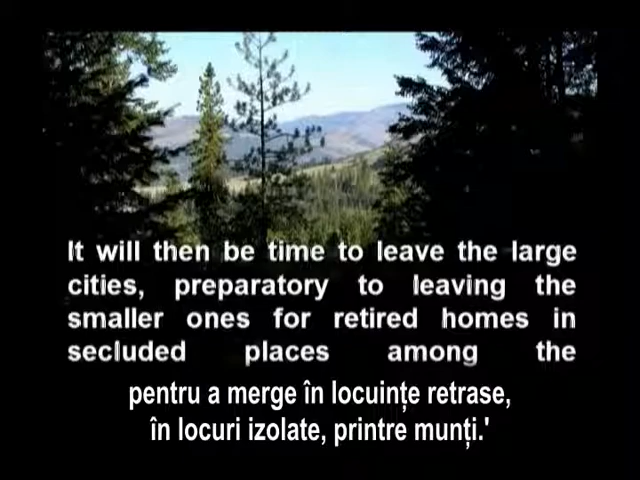 It will then be time to leave the large
cities, preparatory to leaving the
smaller ones for retired homes in
secluded places among the
pentru a merge în locuințe retrase,
în locuri izolate, printre munți.'